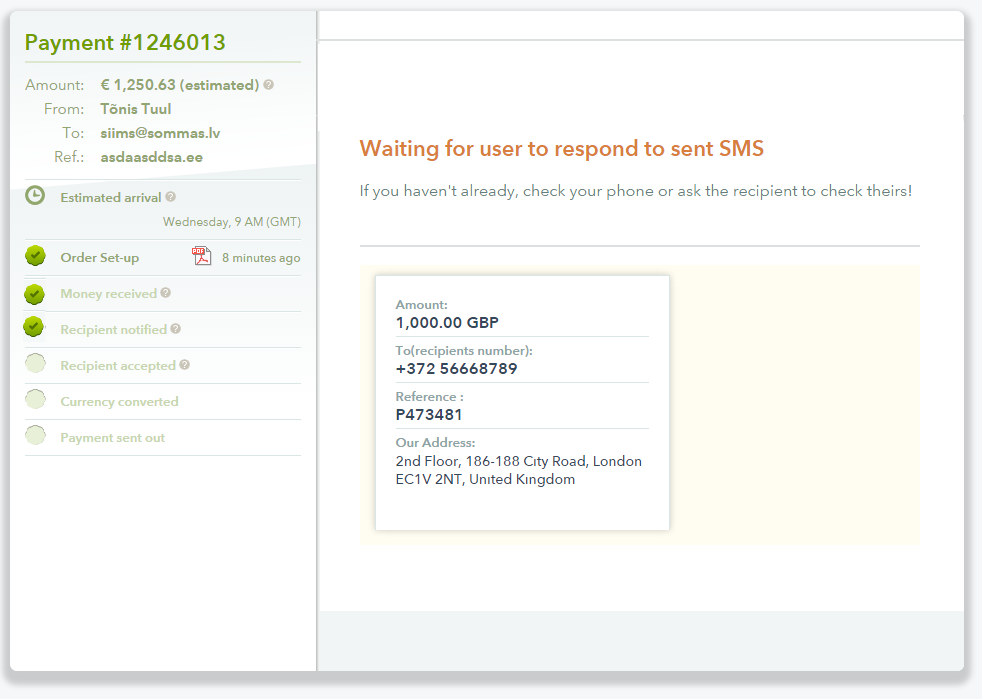 Payment #1246013
Amount: € 1,250.63 (estimated) ?
From: Tõnis Tuul
To: siims@sommas.lv
Ref.: asdaasddsa.ee
Estimated arrival ?
Wednesday, 9 AM (GMT)
Order Set-up 8 minutes ago
Money received ?
Recipient notified ?
Recipient accepted ?
Currency converted
Payment sent out
Waiting for user to respond to sent SMS
If you haven't already, check your phone or ask the recipient to check theirs!
Amount:
1,000.00 GBP
To(recipients number):
+372 56668789
Reference :
P473481
Our Address:
2nd Floor, 186-188 City Road, London
EC1V 2NT, United Kingdom